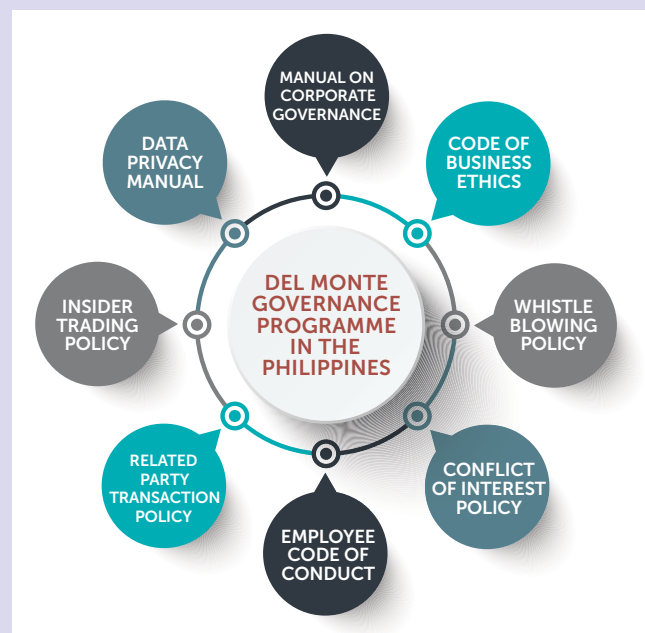 MANUAL ON
CORPORATE
GOVERNANCE
CODE OF
BUSINESS
ETHICS
WHISTLE
BLOWING
POLICY
CONFLICT
OF INTEREST
POLICY
EMPLOYEE
CODE OF
CONDUCT
RELATED
PARTY
TRANSACTION
POLICY
INSIDER
TRADING
POLICY
DATA
PRIVACY
MANUAL
DEL MONTE
GOVERNANCE
PROGRAMME
IN THE
PHILIPPINES